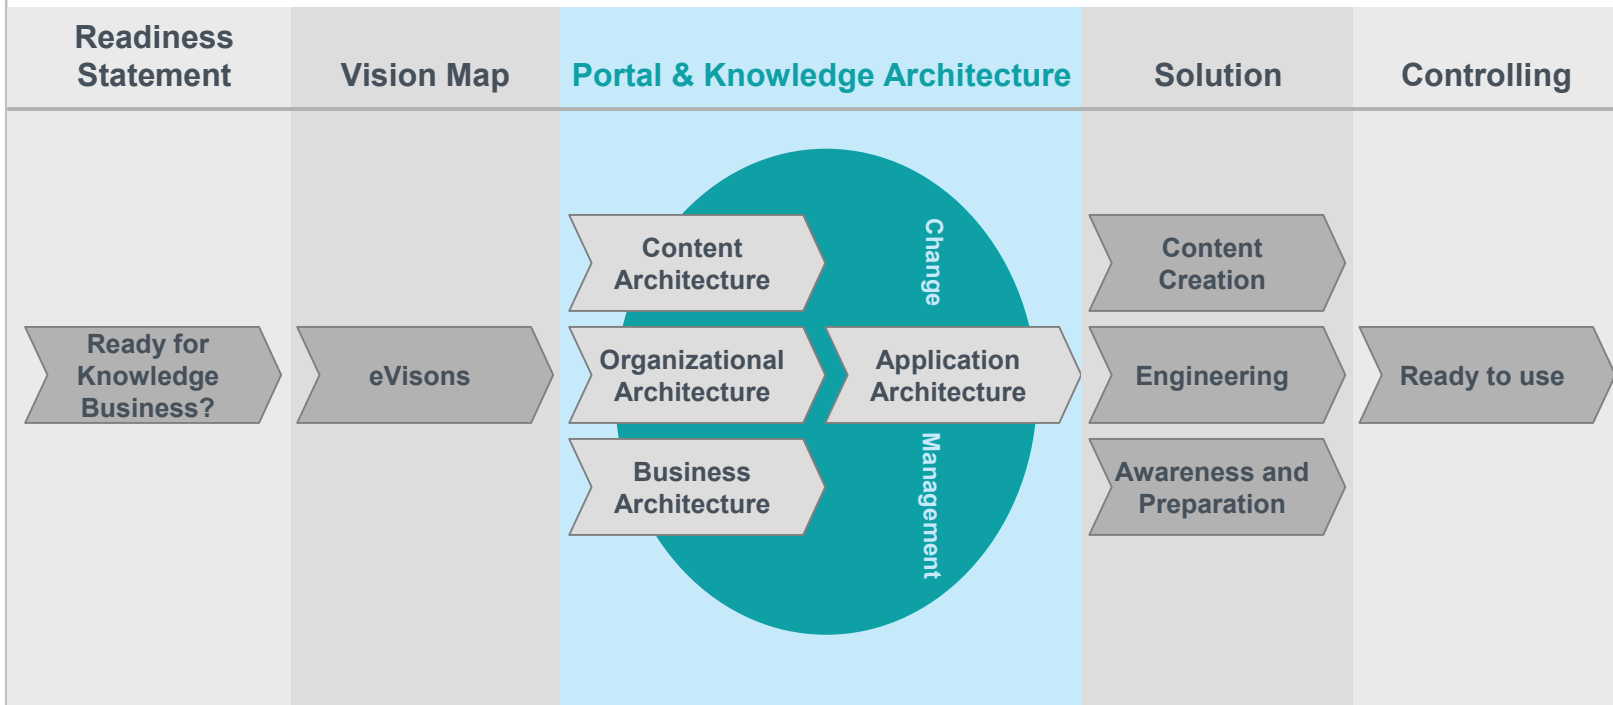 Readiness
Statement
Vision Map
Portal & Knowledge Architecture
Solution
Controlling
Ready for
Knowledge
Business?
eVisons
Content
Architecture
Organizational
Architecture
Business
Architecture
Application
Architecture
Change
Management
Content
Creation
Engineering
Awareness and
Preparation
Ready to use